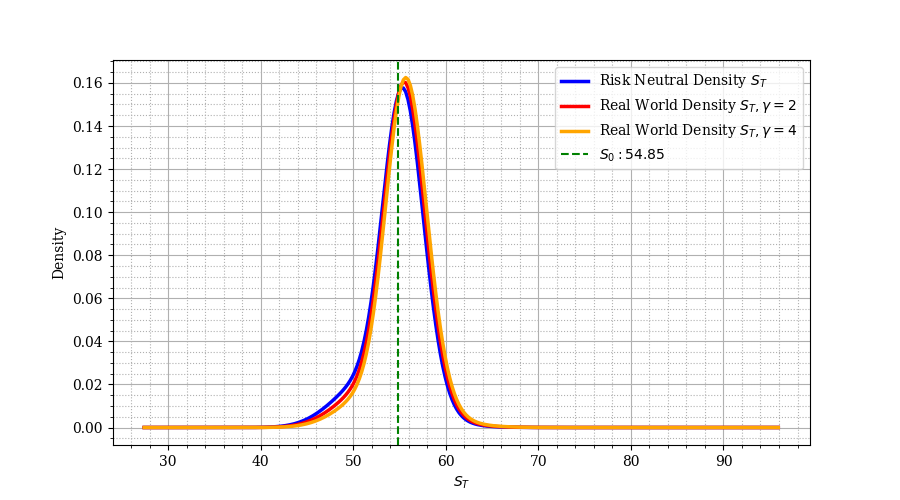 Risk Neutral Density S_T
Real World Density S_T, γ = 2
Real World Density S_T, γ = 4
S_0 : 54.85
0.16
0.14
0.12
0.10
0.08
0.06
0.04
0.02
0.00
Density
30 40 50 60 70 80 90
S_T